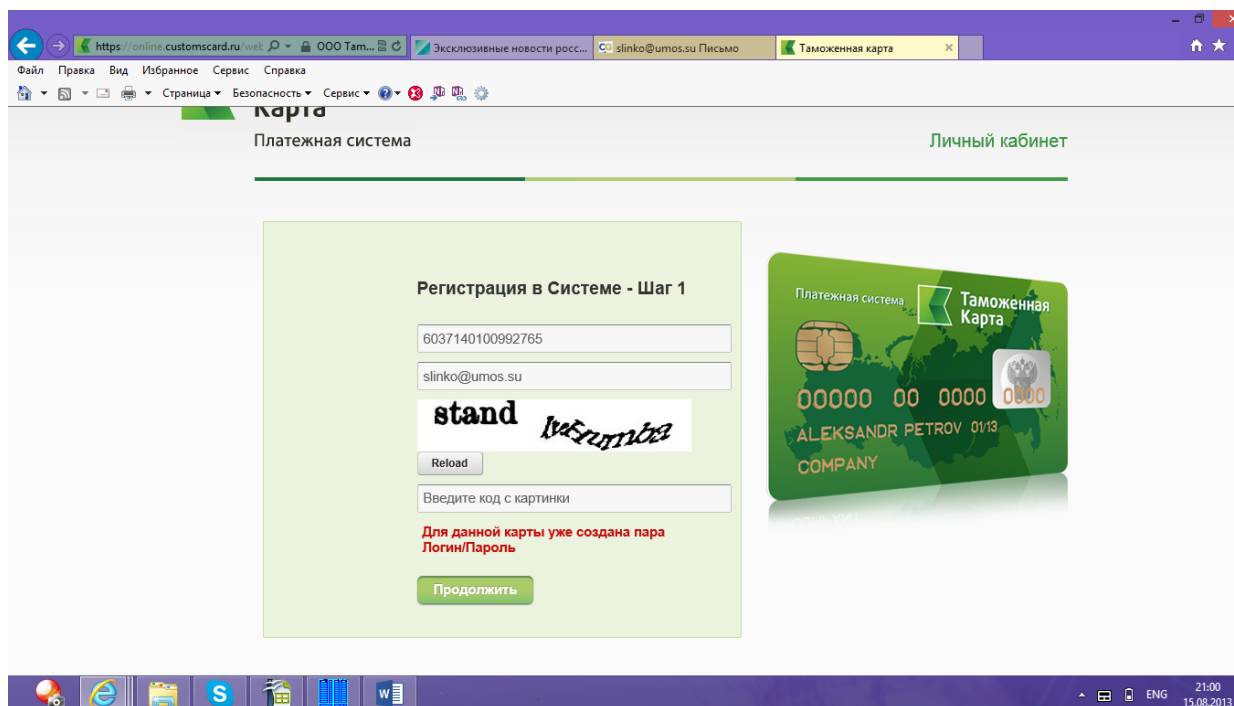 https://online.customscard.ru/web
ООО Там...
Эксклюзивные новости росс...
slinko@umos.su Письмо
Таможенная карта
Файл Правка Вид Избранное Сервис Справка
Страница Безопасность Сервис
Карта
Платежная система
Личный кабинет
Регистрация в Системе - Шаг 1
6037140100992765
slinko@umos.su
stand
Reload
Введите код с картинки
Для данной карты уже создана пара
Логин/Пароль
Продолжить
Платежная система
Таможенная
Карта
00000 00 0000 0000
ALEKSANDR PETROV 01/13
COMPANY
ENG
21:00
15.08.2013